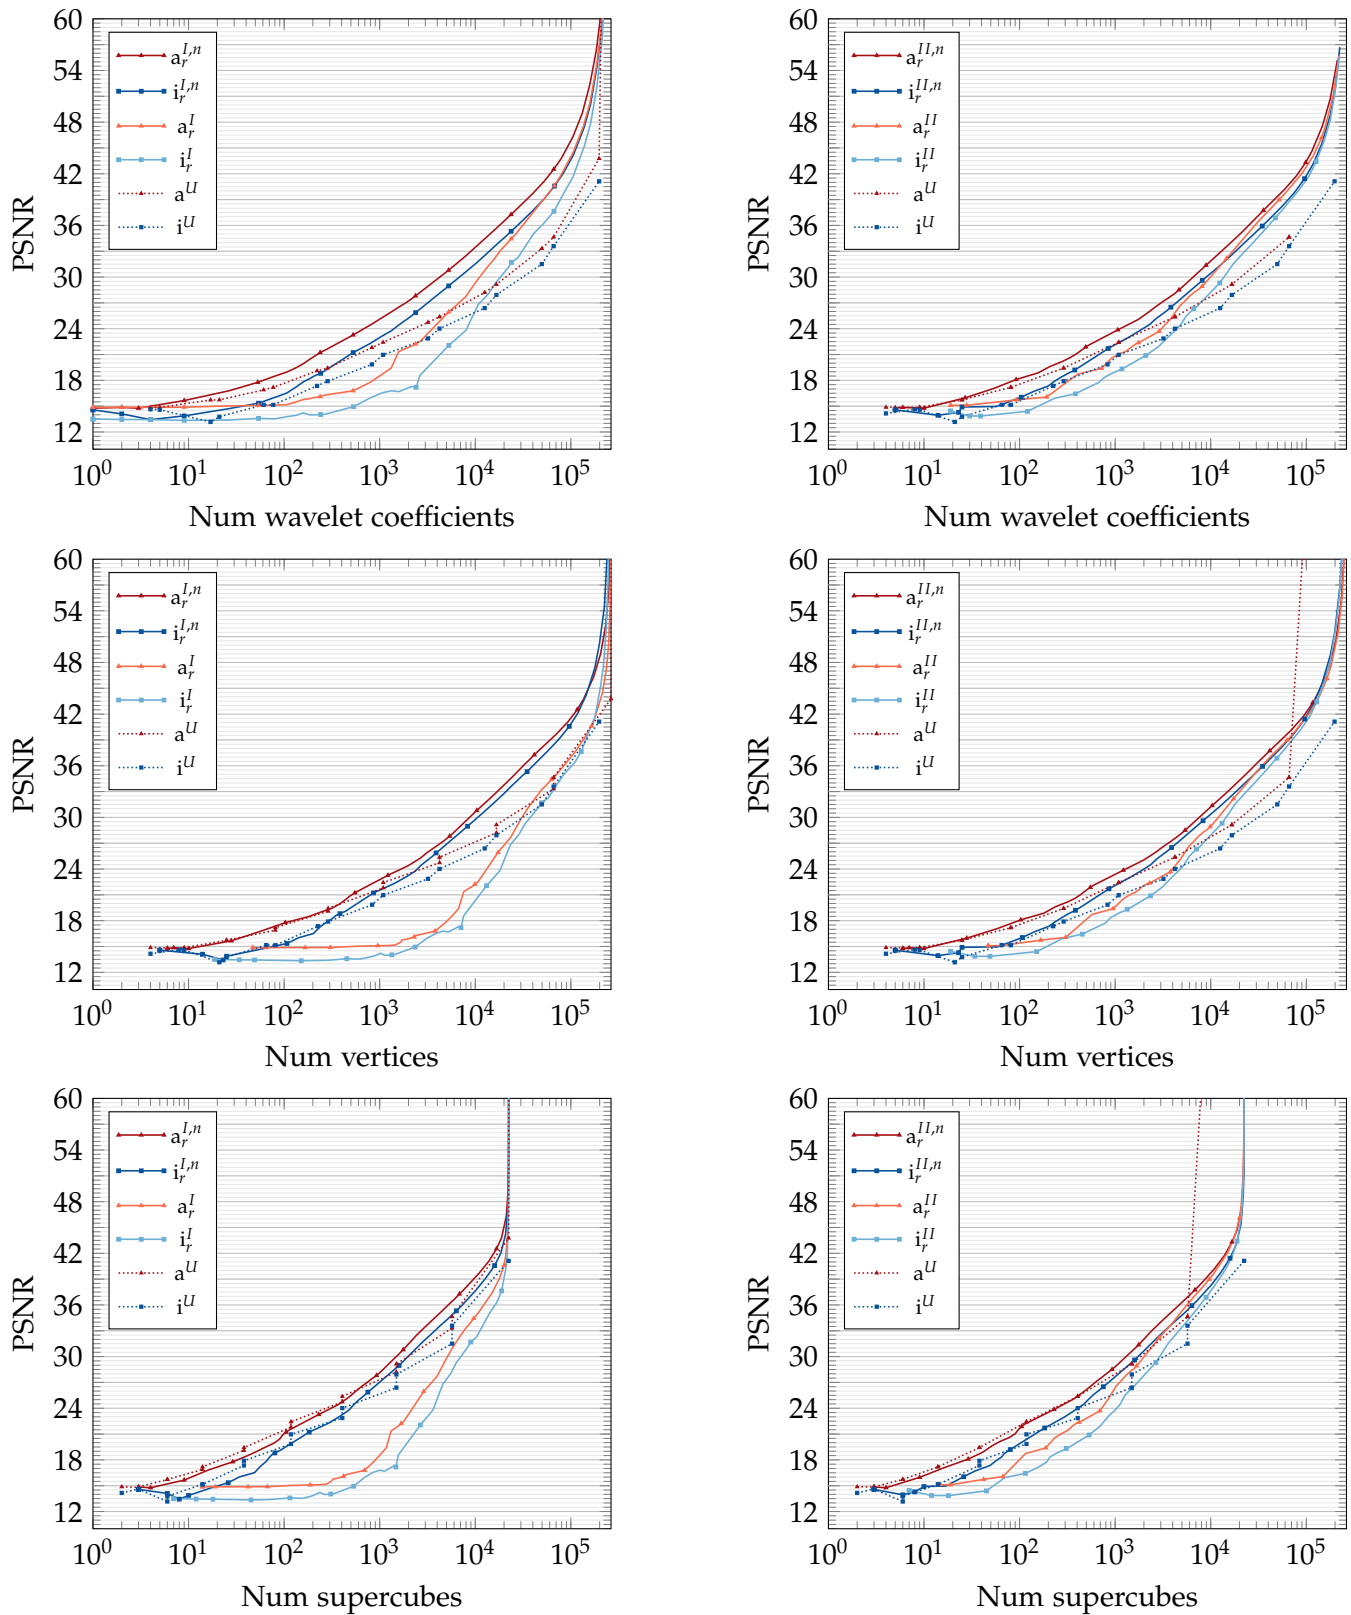 60
54
48
42
36
30
24
18
12
PSNR
a_r^{I,n}
i_r^{I,n}
a_r^I
i_r^I
a^U
i^U
10^0 10^1 10^2 10^3 10^4 10^5
Num wavelet coefficients
60
54
48
42
36
30
24
18
12
PSNR
a_r^{II,n}
i_r^{II,n}
a_r^{II}
i_r^{II}
a^U
i^U
10^0 10^1 10^2 10^3 10^4 10^5
Num wavelet coefficients
60
54
48
42
36
30
24
18
12
PSNR
a_r^{I,n}
i_r^{I,n}
a_r^I
i_r^I
a^U
i^U
10^0 10^1 10^2 10^3 10^4 10^5
Num vertices
60
54
48
42
36
30
24
18
12
PSNR
a_r^{II,n}
i_r^{II,n}
a_r^{II}
i_r^{II}
a^U
i^U
10^0 10^1 10^2 10^3 10^4 10^5
Num vertices
60
54
48
42
36
30
24
18
12
PSNR
a_r^{I,n}
i_r^{I,n}
a_r^I
i_r^I
a^U
i^U
10^0 10^1 10^2 10^3 10^4 10^5
Num supercubes
60
54
48
42
36
30
24
18
12
PSNR
a_r^{II,n}
i_r^{II,n}
a_r^{II}
i_r^{II}
a^U
i^U
10^0 10^1 10^2 10^3 10^4 10^5
Num supercubes